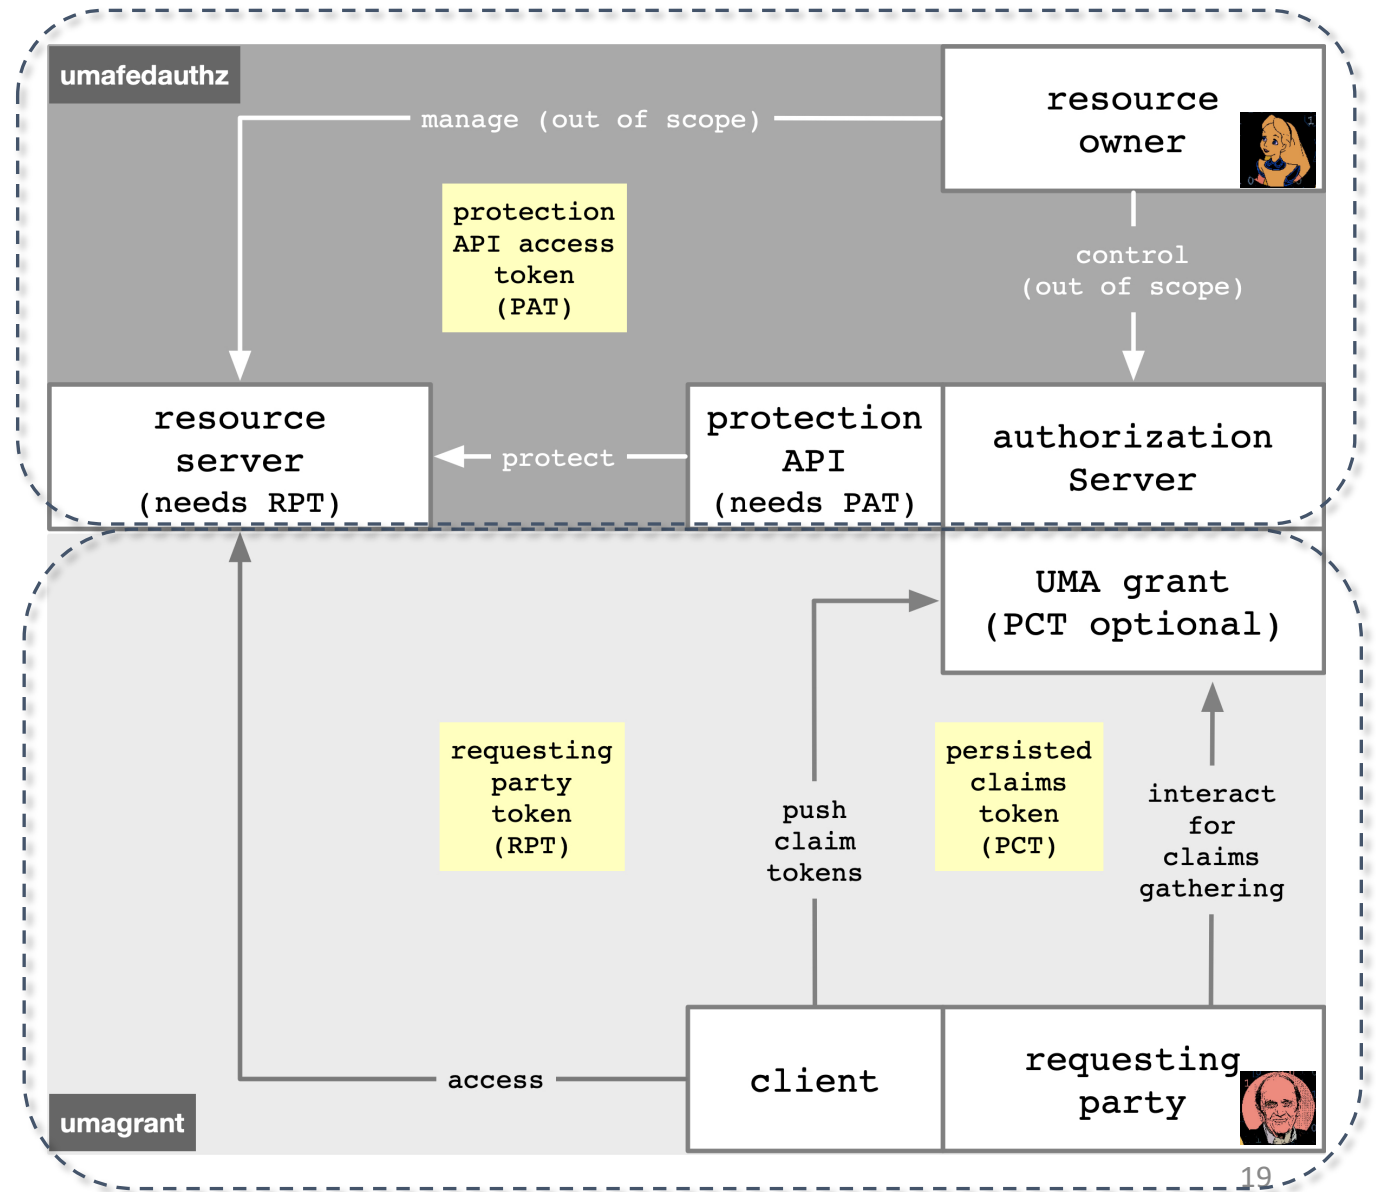 umafedauthz
resource
owner
manage (out of scope)
protection
API access
token
(PAT)
control
(out of scope)
resource
server
(needs RPT)
protect
protection
API
(needs PAT)
authorization
Server
UMA grant
(PCT optional)
requesting
party
token
(RPT)
push
claim
tokens
persisted
claims
token
(PCT)
interact
for
claims
gathering
access
client
requesting
party
umagrant
19